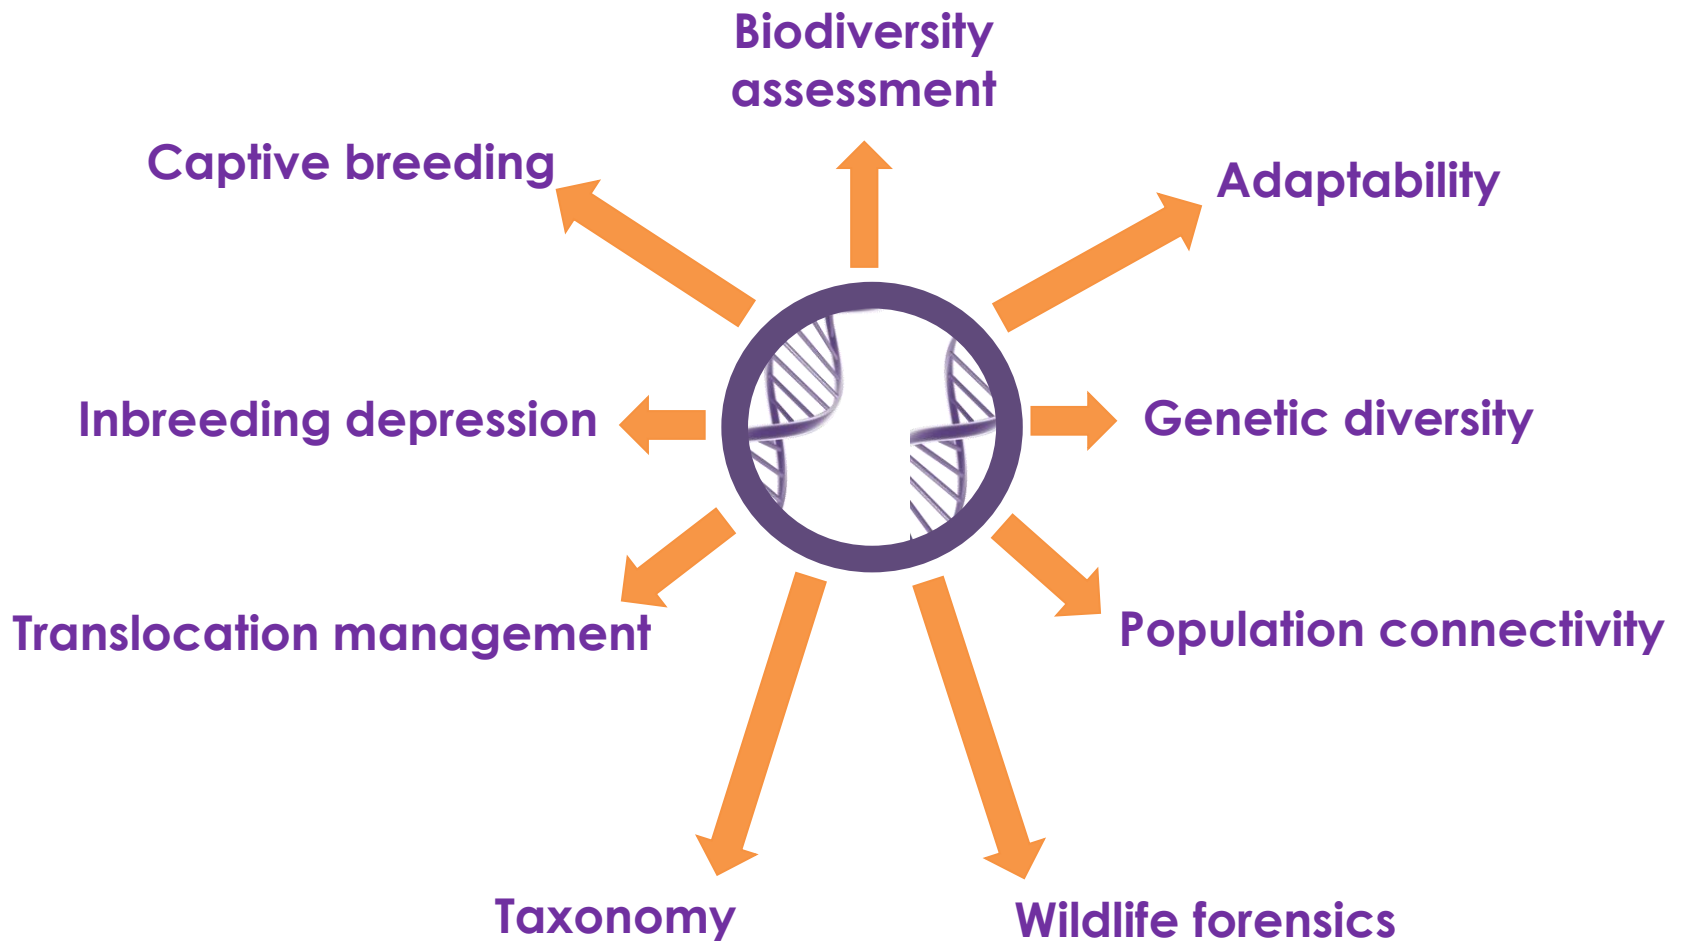 Biodiversity
assessment
Captive breeding
Adaptability
Inbreeding depression
Genetic diversity
Translocation management
Population connectivity
Taxonomy
Wildlife forensics